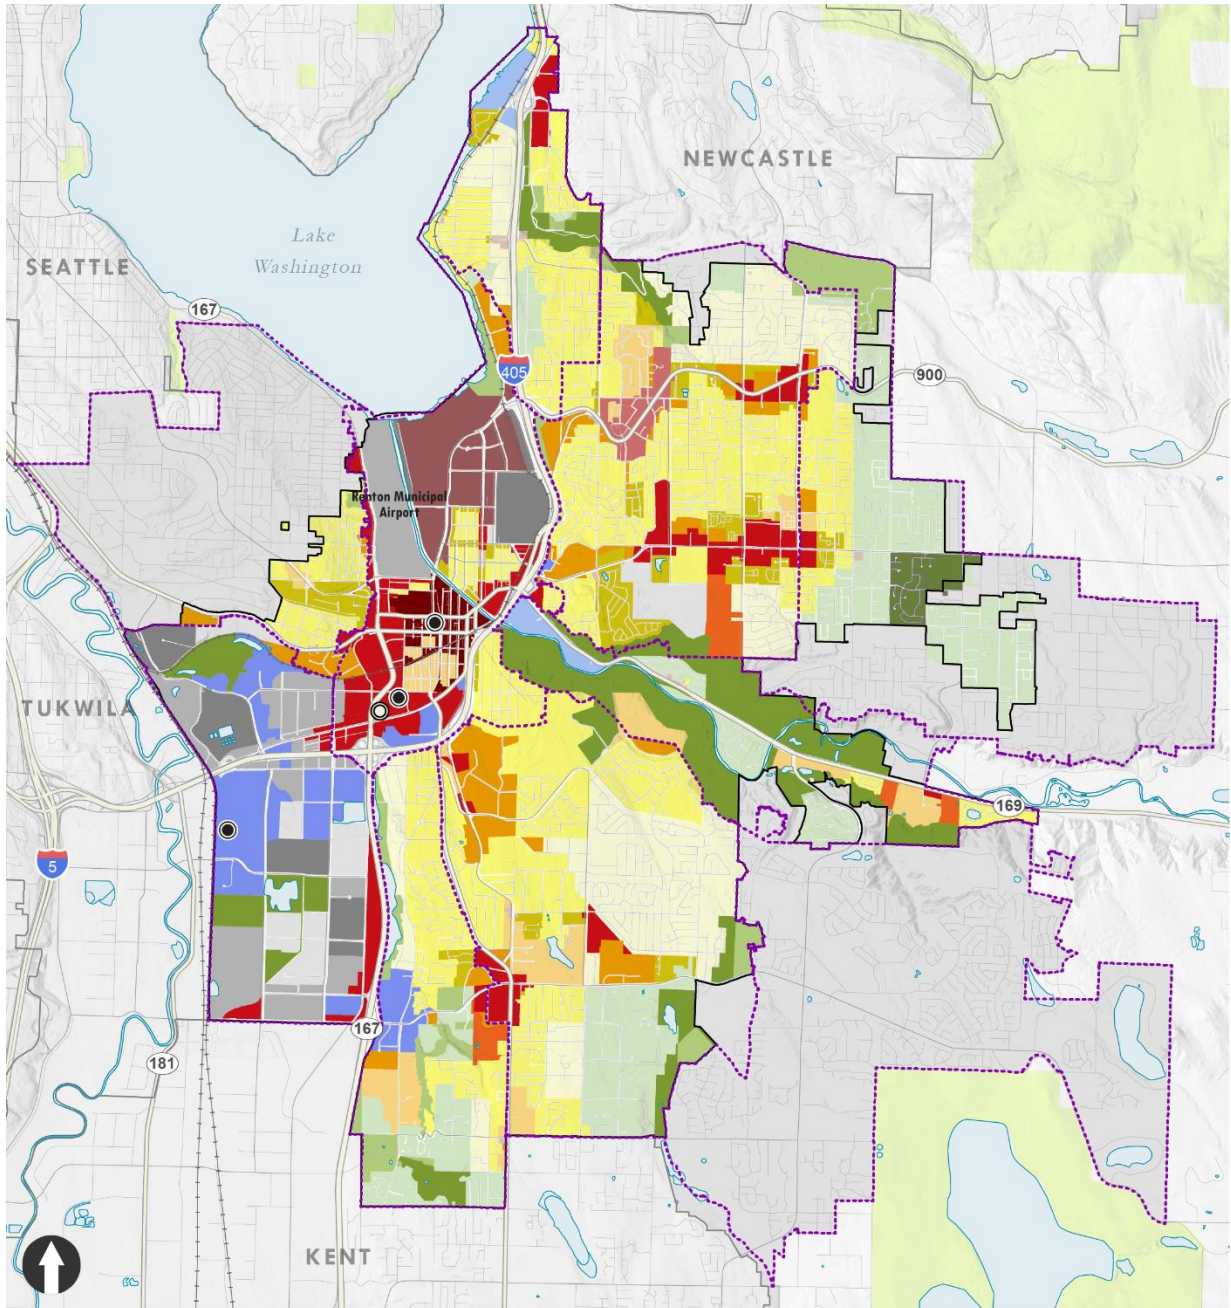 NEWCASTLE
Lake
Washington
SEATTLE
167
405
900
Renton Municipal
Airport
TUKWILA
169
5
167
181
KENT